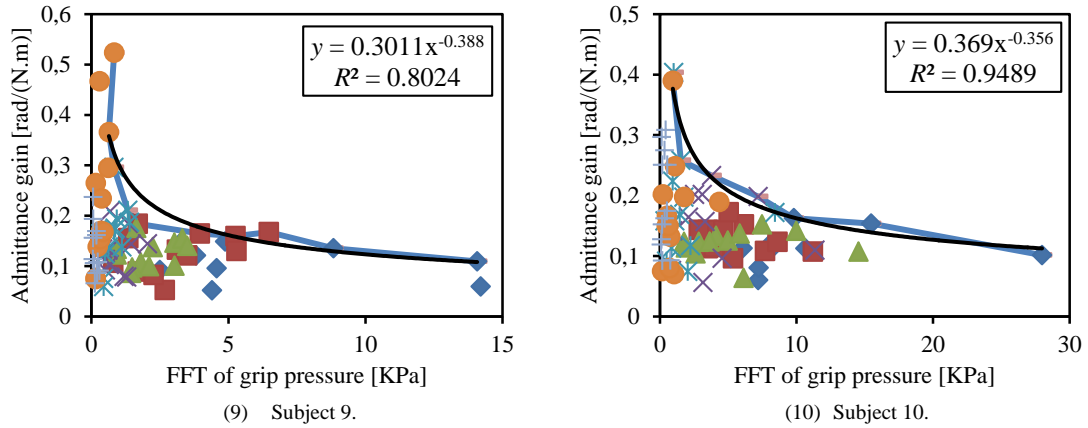 0,6
0,5
0,4
0,3
0,2
0,1
0
Admittance gain [rad/(N.m)]
y = 0.3011x^-0.388
R² = 0.8024
0 5 10 15
FFT of grip pressure [KPa]
(9) Subject 9.
0,5
0,4
0,3
0,2
0,1
0
Admittance gain [rad/(N.m)]
y = 0.369x^-0.356
R² = 0.9489
0 10 20 30
FFT of grip pressure [KPa]
(10) Subject 10.